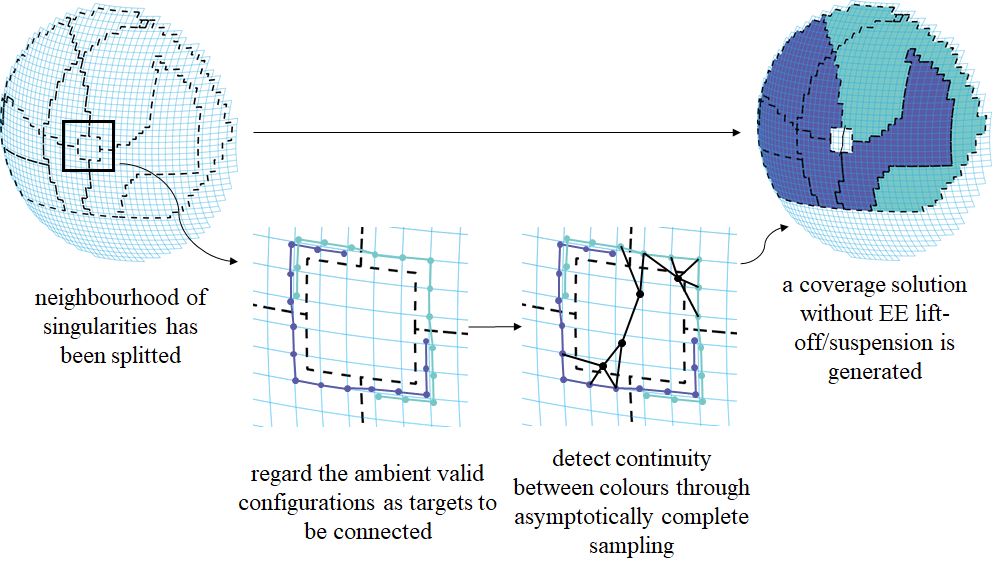 neighbourhood of
singularities has
been splitted
regard the ambient valid
configurations as targets to
be connected
detect continuity
between colours through
asymptotically complete
sampling
a coverage solution
without EE lift-
off/suspension is
generated